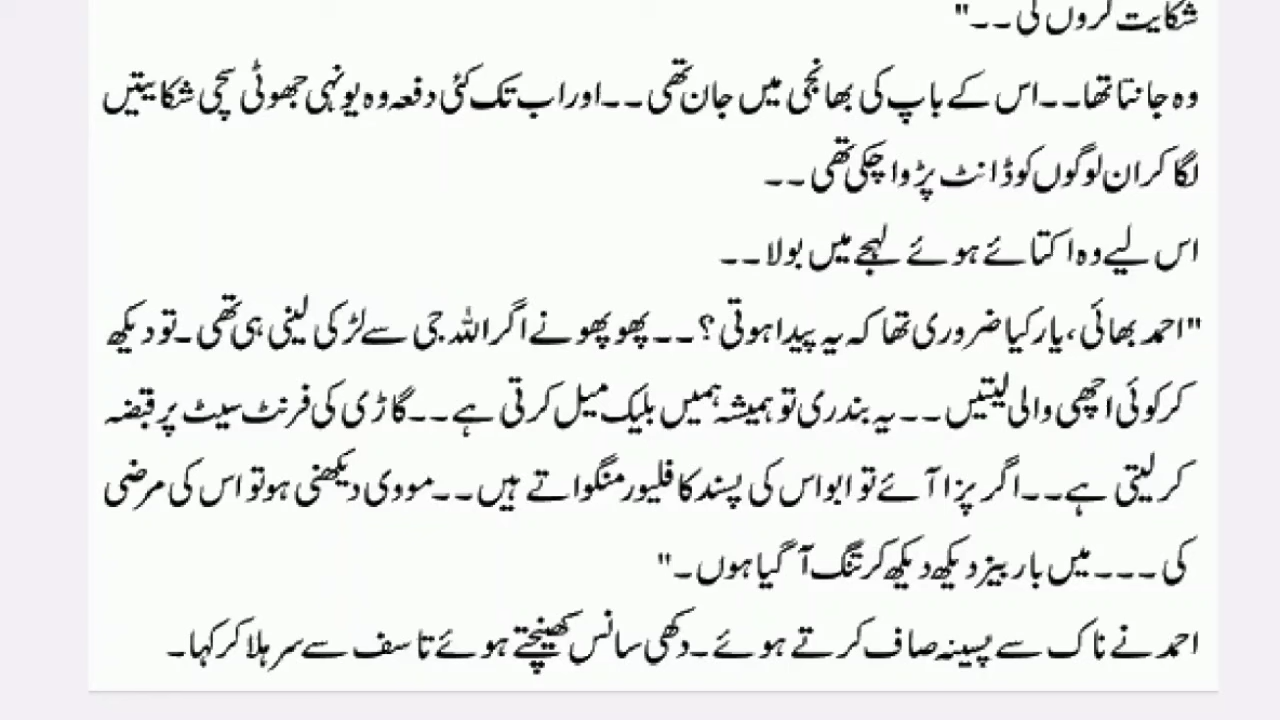 شکایت کروں گی۔۔"
وہ جانتا تھا۔۔اس کے باپ کی بھانجی میں جان تھی۔۔اور اب تک کئی دفعہ وہ یونہی جھوٹی سچی شکایتیں
لگا کر ان لوگوں کو ڈانٹ پڑوا چکی تھی۔۔
اس لیے وہ اکتائے ہوئے لہجے میں بولا۔۔
"احمد بھائی، یار کیا ضروری تھا کہ یہ پیدا ہوتی؟۔۔پھوپھو نے اگر اللہ جی سے لڑکی لینی ہی تھی۔تو دیکھ
کر کوئی اچھی والی لیتیں۔۔یہ بندری تو ہمیشہ ہمیں بلیک میل کرتی ہے۔۔گاڑی کی فرنٹ سیٹ پر قبضہ
کر لیتی ہے۔۔اگر پزا آئے تو ابو اس کی پسند کا فلیور منگواتے ہیں۔۔مووی دیکھنی ہو تو اس کی مرضی
کی۔۔۔میں باربیز دیکھ دیکھ کر تنگ آ گیا ہوں۔"
احمد نے ناک سے پسینہ صاف کرتے ہوئے۔دکھی سانس کھینچتے ہوئے تاسف سے سر ہلا کر کہا۔